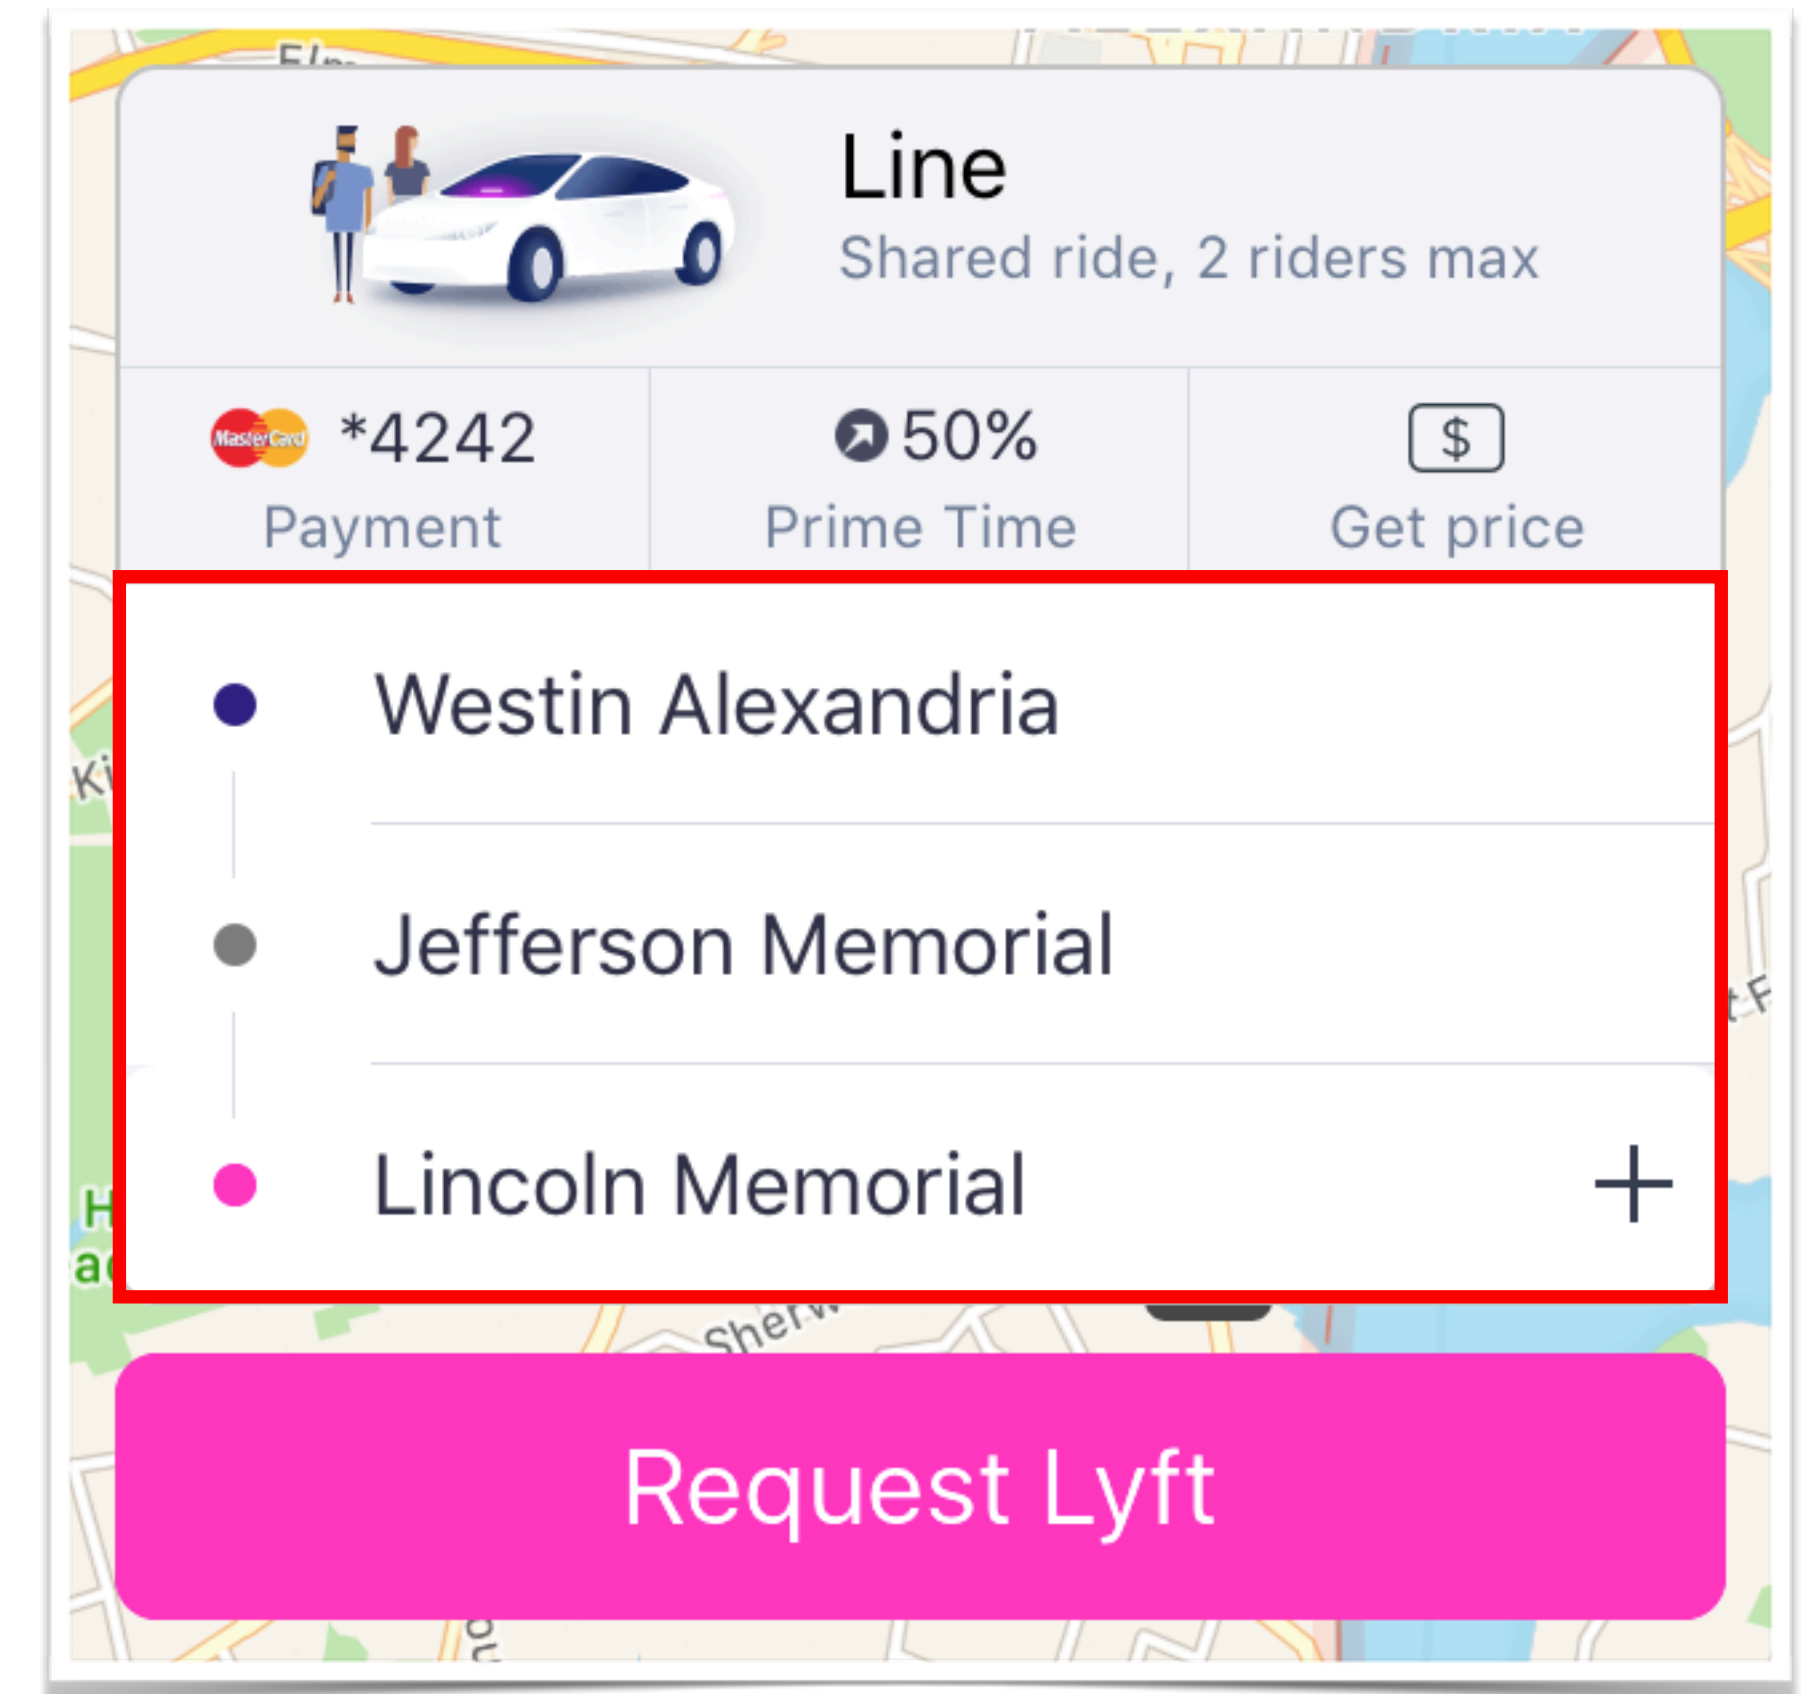 Line
Shared ride, 2 riders max
MasterCard *4242
50%
$
Payment
Prime Time
Get price
Westin Alexandria
Jefferson Memorial
Lincoln Memorial
Request Lyft